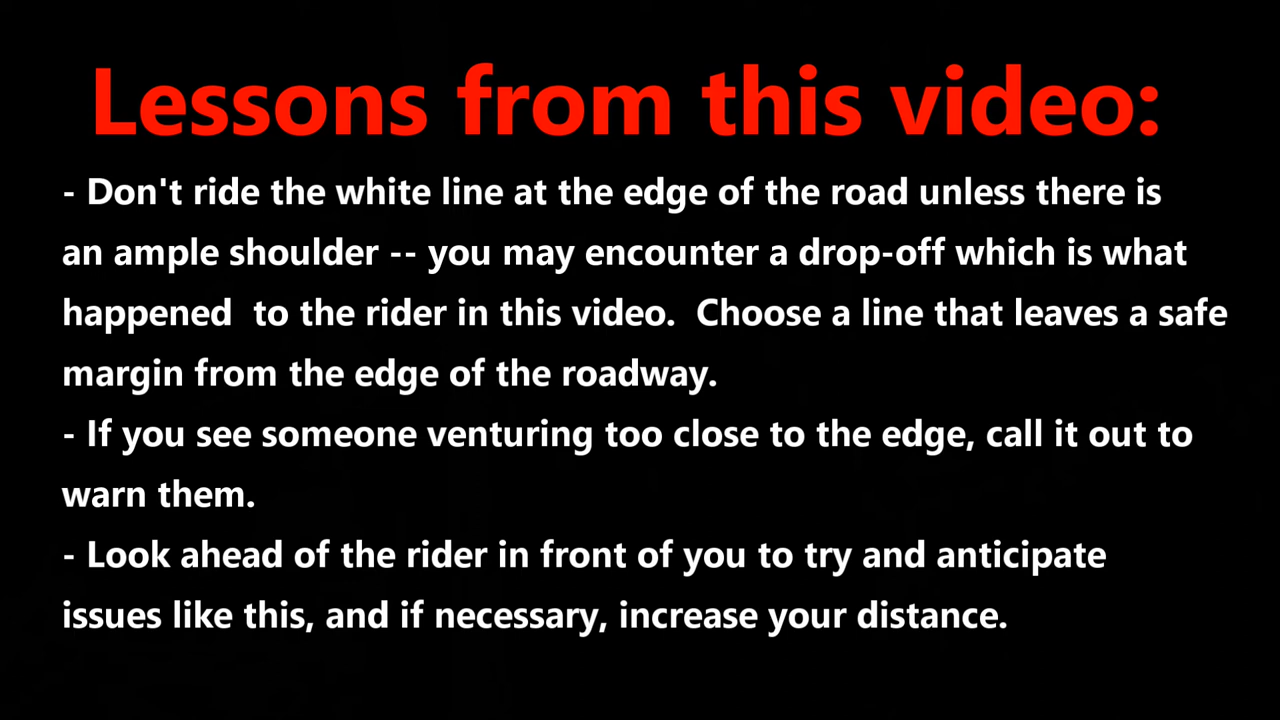 Lessons from this video:
- Don't ride the white line at the edge of the road unless there is
an ample shoulder -- you may encounter a drop-off which is what
happened  to the rider in this video.  Choose a line that leaves a safe
margin from the edge of the roadway.
- If you see someone venturing too close to the edge, call it out to
warn them.
- Look ahead of the rider in front of you to try and anticipate
issues like this, and if necessary, increase your distance.